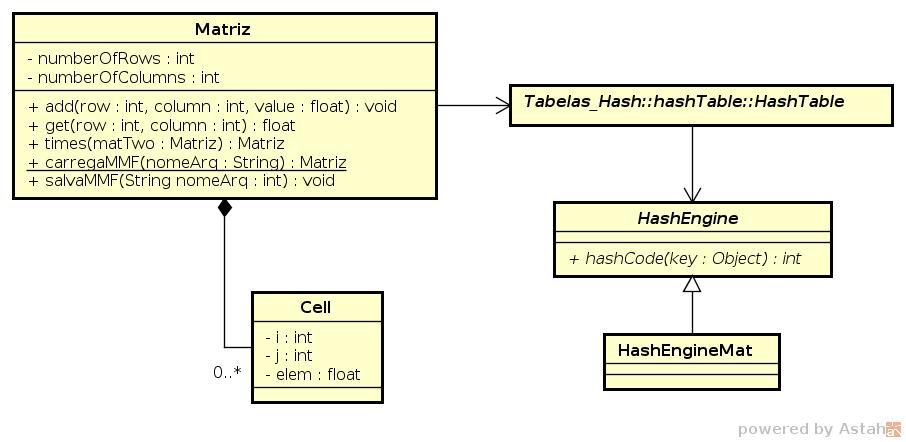 Matriz
- numberOfRows : int
- numberOfColumns : int
+ add(row : int, column : int, value : float) : void
+ get(row : int, column : int) : float
+ times(matTwo : Matriz) : Matriz
+ carregaMMF(nomeArq : String) : Matriz
+ salvaMMF(String nomeArq : int) : void
Tabelas_Hash::hashTable::HashTable
HashEngine
+ hashCode(key : Object) : int
Cell
- i : int
- j : int
- elem : float
0..*
HashEngineMat
powered by Astah